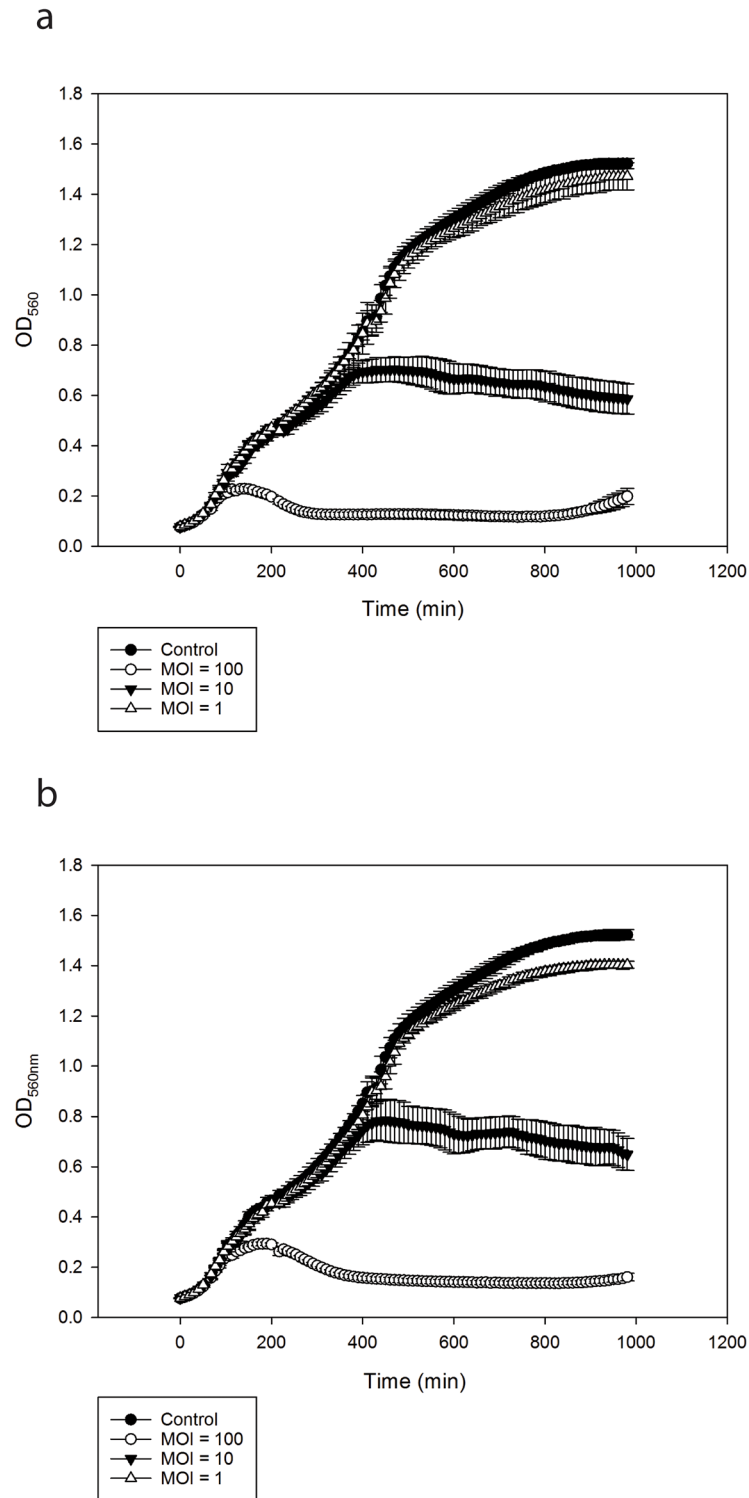 a
1.8
1.6
1.4
1.2
1.0
0.8
0.6
0.4
0.2
0.0
OD560
0 200 400 600 800 1000 1200
Time (min)
Control
MOI = 100
MOI = 10
MOI = 1
b
1.8
1.6
1.4
1.2
1.0
0.8
0.6
0.4
0.2
0.0
OD560nm
0 200 400 600 800 1000 1200
Time (min)
Control
MOI = 100
MOI = 10
MOI = 1